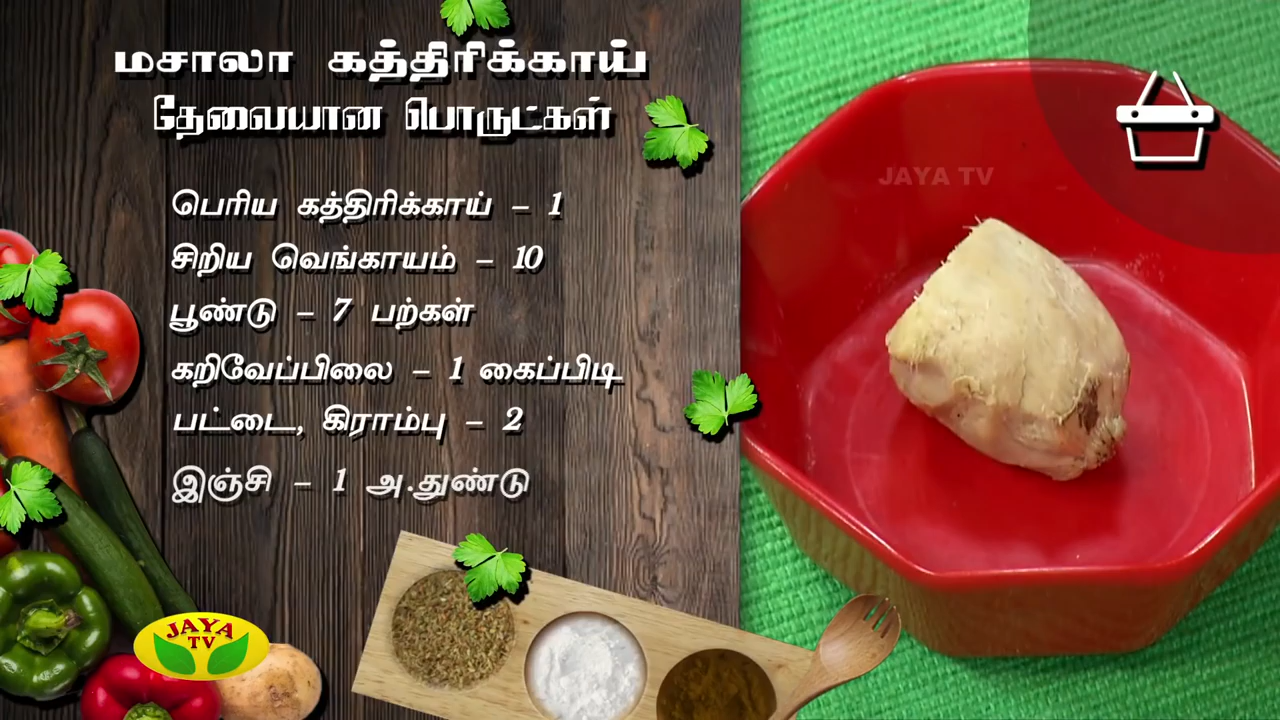 மசாலா கத்திரிக்காய்
தேவையான பொருட்கள்
பெரிய கத்திரிக்காய் – 1
சிறிய வெங்காயம் – 10
பூண்டு – 7 பற்கள்
கறிவேப்பிலை – 1 கைப்பிடி
பட்டை, கிராம்பு – 2
இஞ்சி – 1 அ.துண்டு
JAYA TV
JAYA
TV